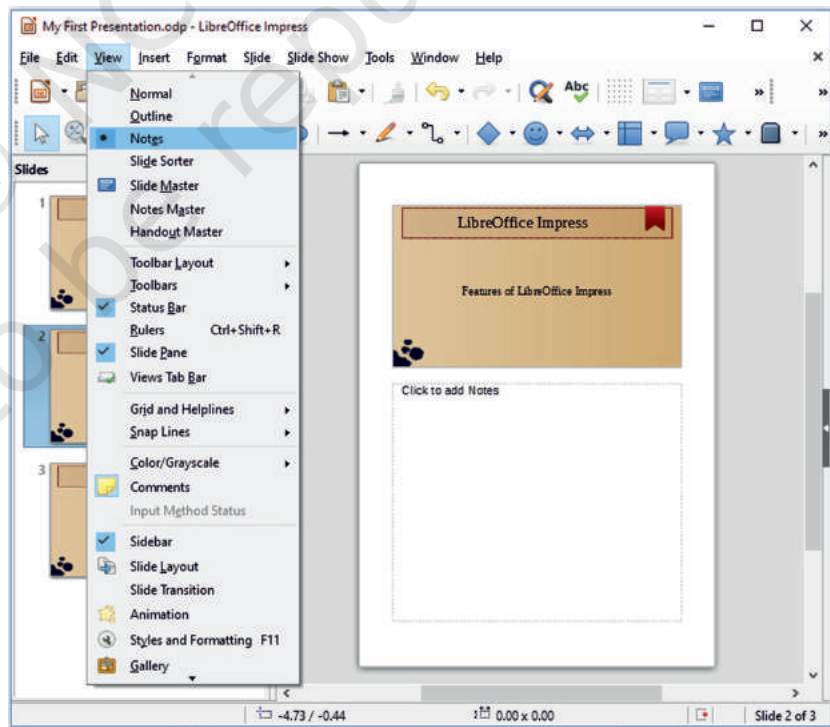 My First Presentation.odp - LibreOffice Impress
File Edit View Insert Format Slide Slide Show Tools Window Help
Abc
Normal
Outline
Notes
Slide Sorter
Slide Master
Notes Master
Handout Master
Toolbar Layout
Toolbars
Status Bar
Rulers Ctrl+Shift+R
Slide Pane
Views Tab Bar
Grid and Helplines
Snap Lines
Color/Grayscale
Comments
Input Method Status
Sidebar
Slide Layout
Slide Transition
Animation
Styles and Formatting F11
Gallery
Slides
1
2
3
LibreOffice Impress
Features of LibreOffice Impress
Click to add Notes
-4.73 / -0.44
0.00 x 0.00
Slide 2 of 3